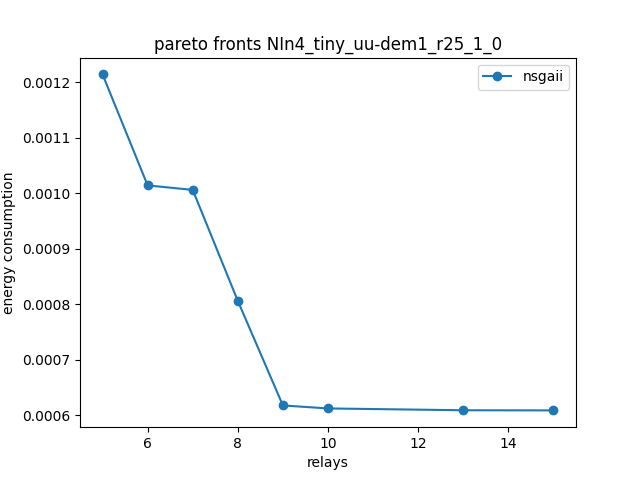 pareto fronts NIn4_tiny_uu-dem1_r25_1_0
nsgaii
energy consumption
0.0012
0.0011
0.0010
0.0009
0.0008
0.0007
0.0006
6 8 10 12 14
relays